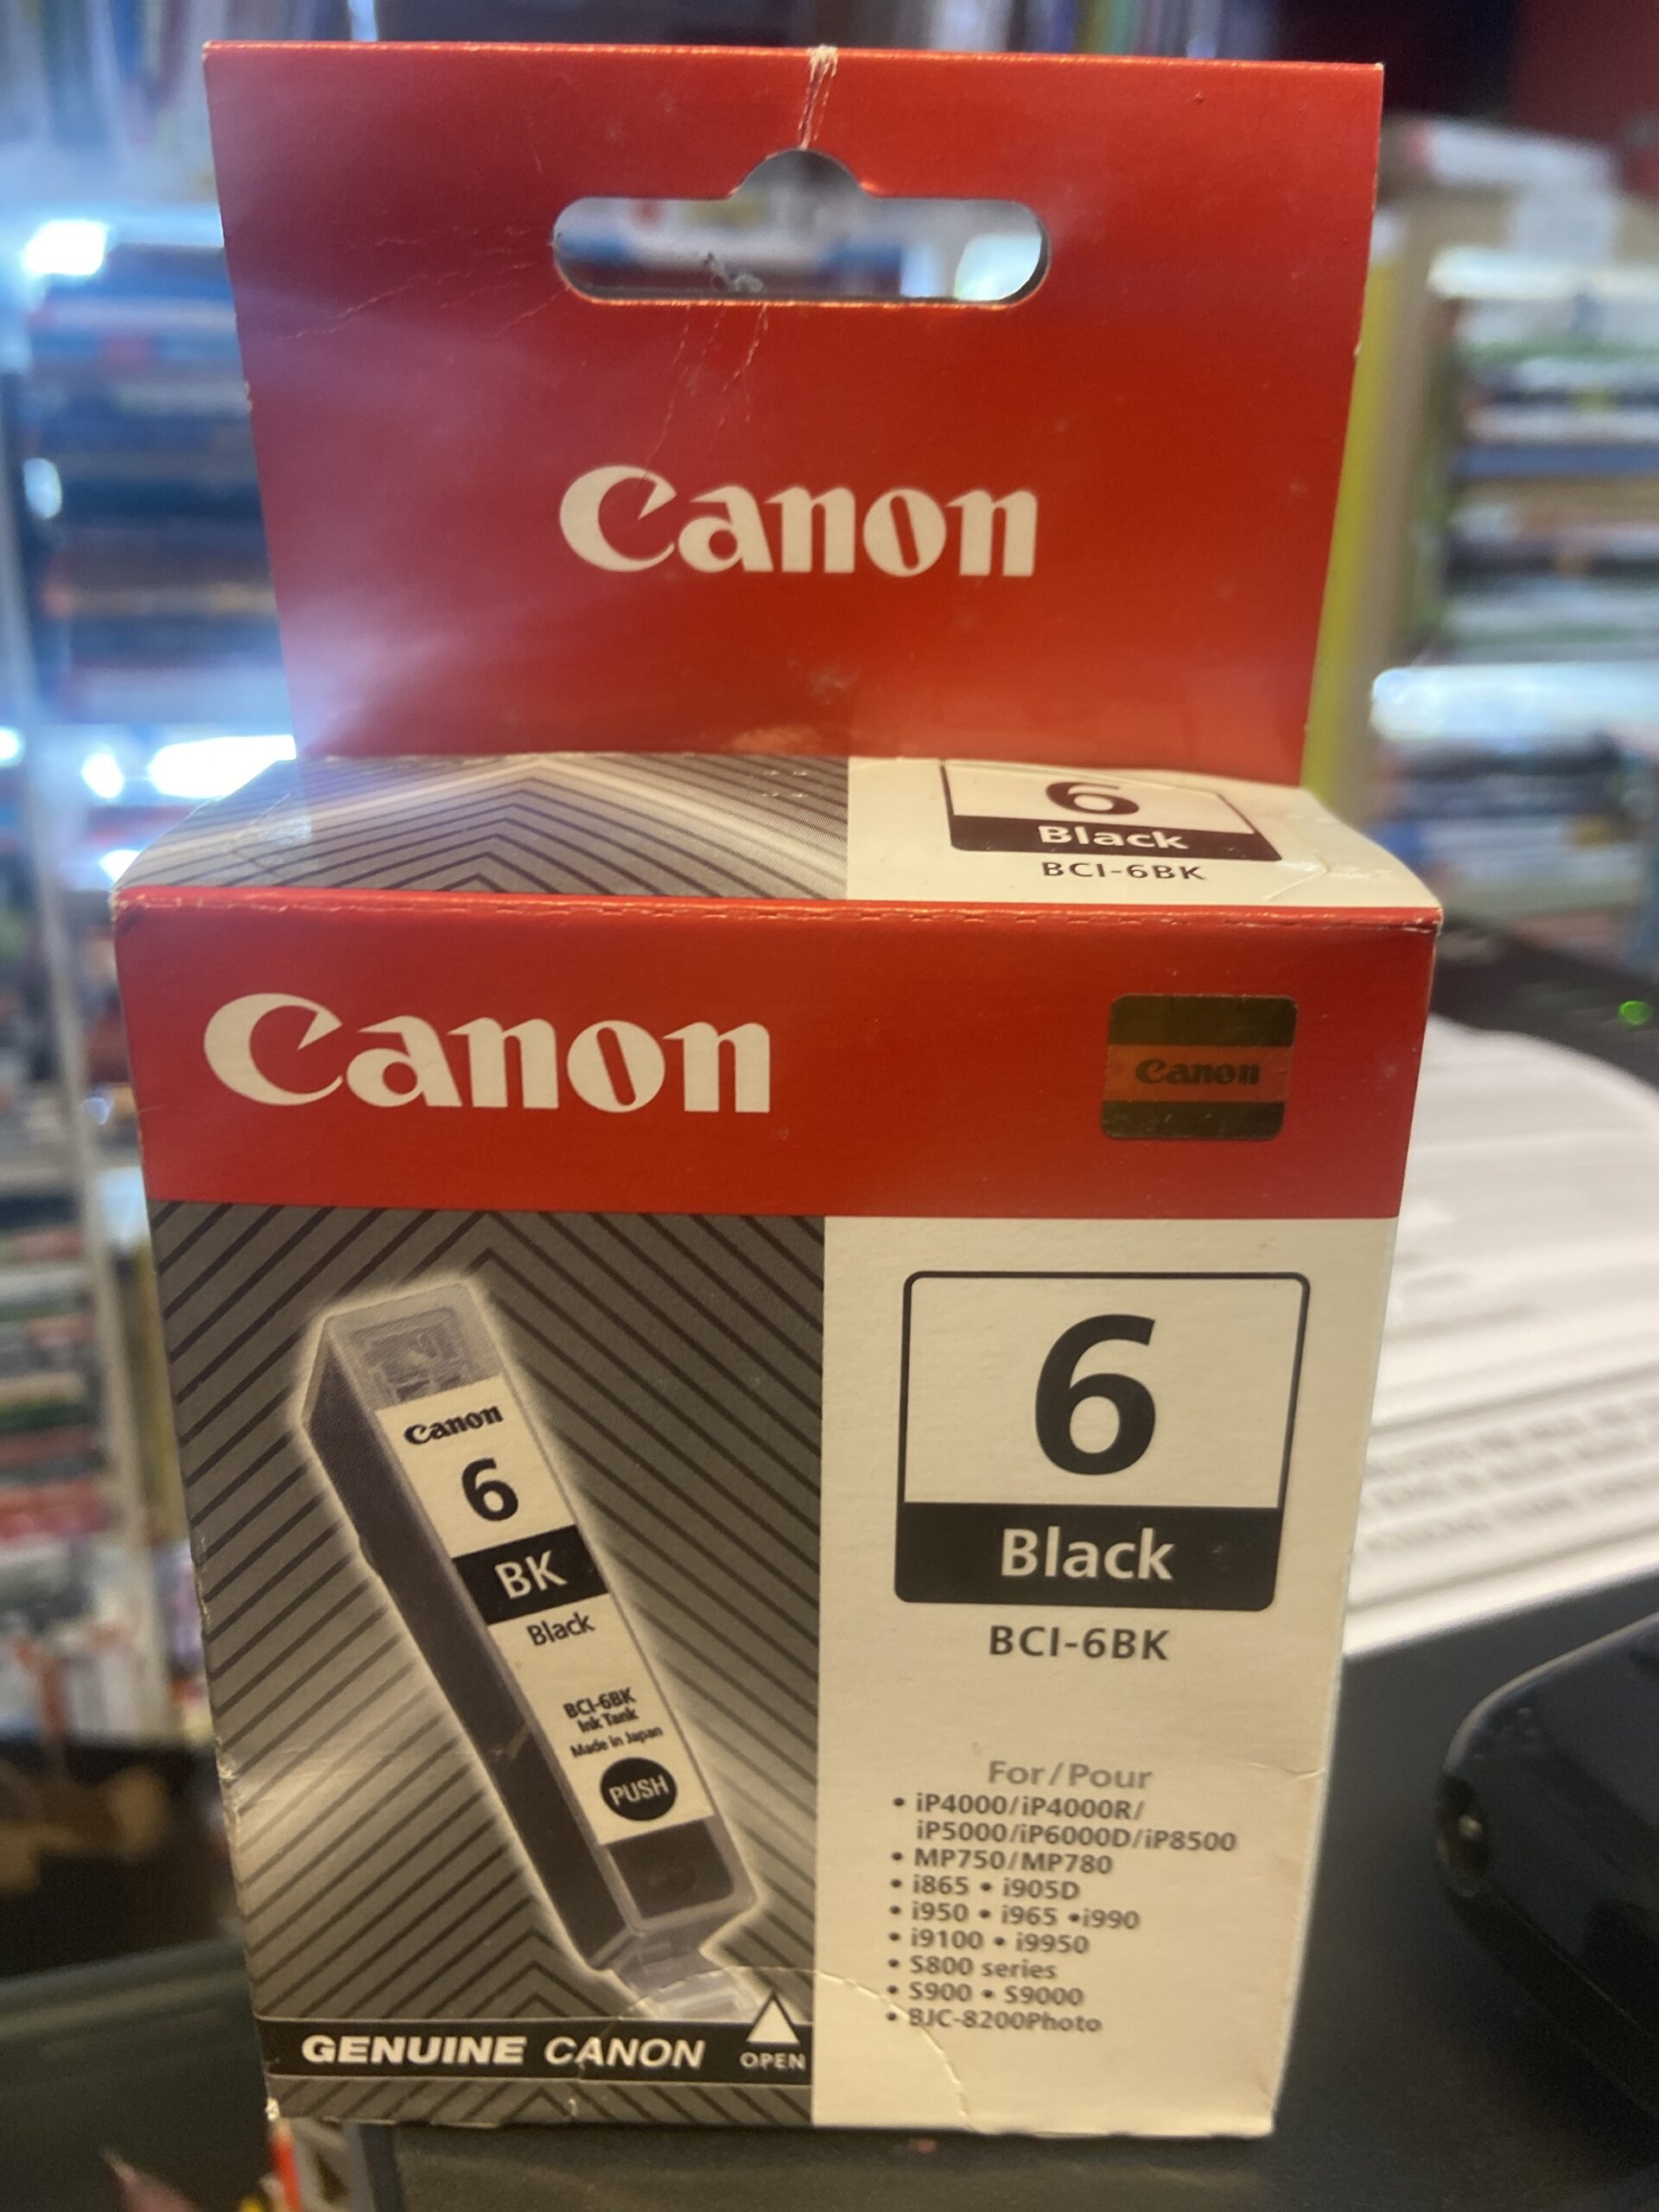 Canon
6
Black
BCI-6BK
Canon
Canon
Canon
6
BK
Black
BCI-6BK
Ink Tank
Made in Japan
PUSH
6
Black
BCI-6BK
For/Pour
• iP4000/iP4000R/
iP5000/iP6000D/iP8500
• MP750/MP780
• i865 • i905D
• i950 • i965 •i990
• i9100 • i9950
• S800 series
• S900 • S9000
• BJC-8200Photo
GENUINE CANON
OPEN